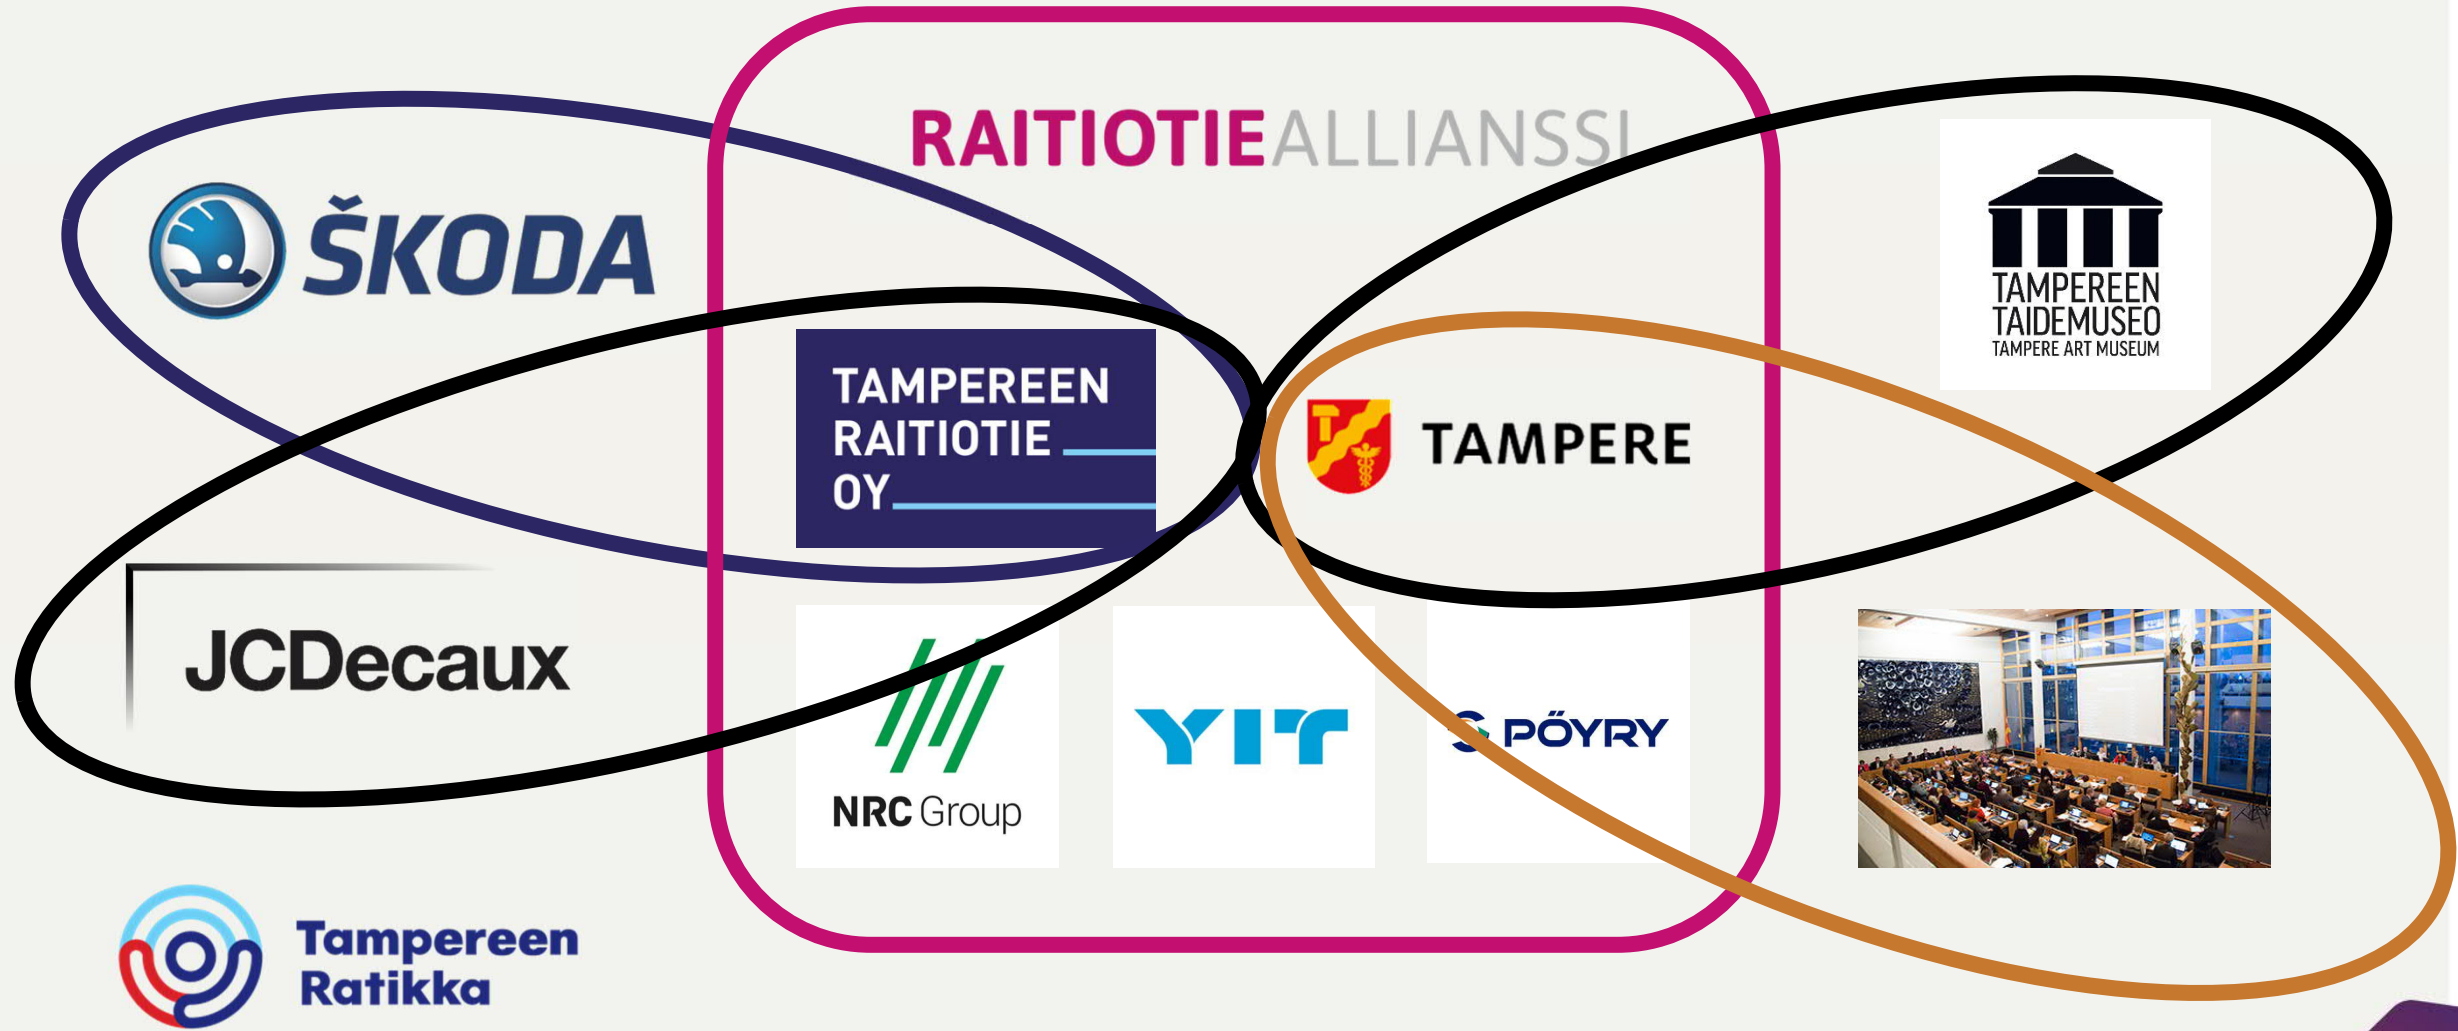 RAITIOTIEALLIANSSI
ŠKODA
TAMPEREEN
TAIDEMUSEO
TAMPERE ART MUSEUM
TAMPEREEN
RAITIOTIE
OY
TAMPERE
JCDecaux
NRC Group
YIT
PÖYRY
Tampereen
Ratikka